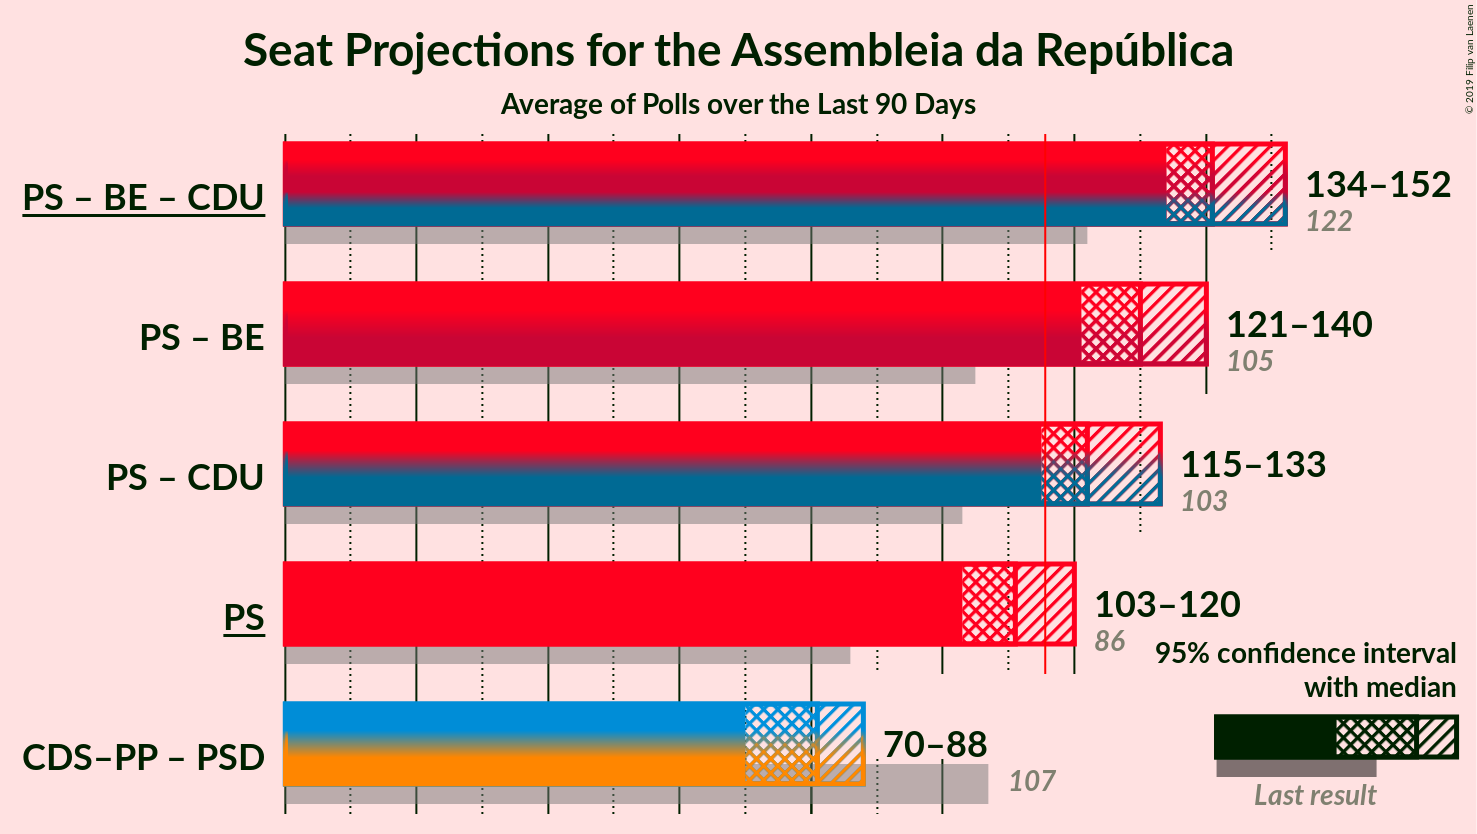 Seat Projections for the Assembleia da República
Average of Polls over the Last 90 Days
© 2019 Filip van Laenen
PS – BE – CDU
134–152
122
PS – BE
121–140
105
PS – CDU
115–133
103
PS
103–120
86
CDS–PP – PSD
70–88
107
95% confidence interval
with median
Last result